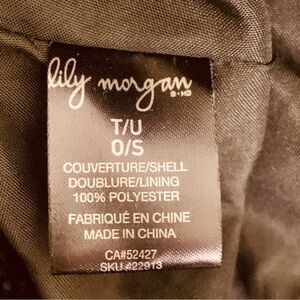 lily morgan
T/U
O/S
COUVERTURE/SHELL
DOUBLURE/LINING
100% POLYESTER
FABRIQUÉ EN CHINE
MADE IN CHINA
CA#52427
SKU #22913